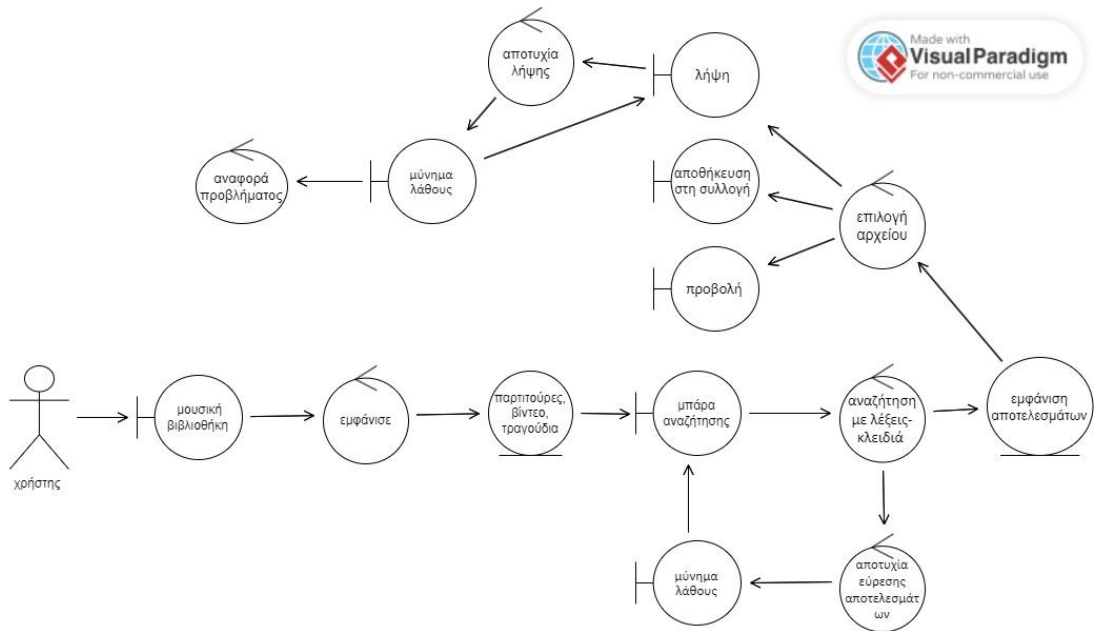 Made with
Visual Paradigm
For non-commercial use
αποτυχία
λήψης
λήψη
αναφορά
προβλήματος
μύνημα
λάθους
αποθήκευση
στη συλλογή
επιλογή
αρχείου
προβολή
χρήστης
μουσική
βιβλιοθήκη
εμφάνισε
παρτιτούρες,
βίντεο,
τραγούδια
μπάρα
αναζήτησης
αναζήτηση
με λέξεις-
κλειδιά
εμφάνιση
αποτελεσμάτων
μύνημα
λάθους
αποτυχία
εύρεσης
αποτελεσμάτ
ων